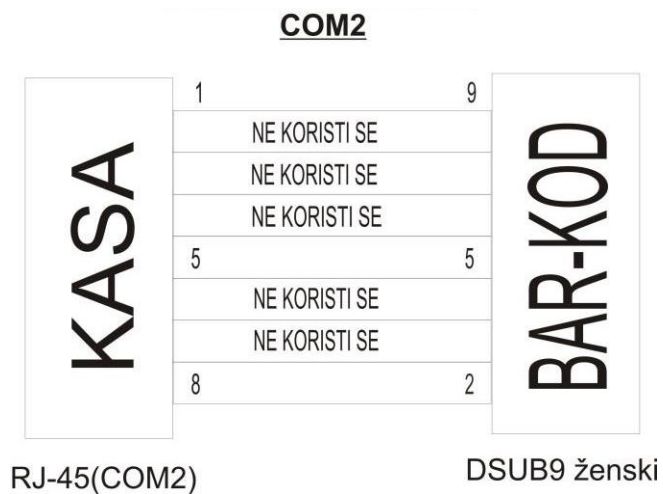 COM2
KASA
1 9
NE KORISTI SE
NE KORISTI SE
NE KORISTI SE
5 5
NE KORISTI SE
NE KORISTI SE
8 2
BAR-KOD
RJ-45(COM2)
DSUB9 ženski